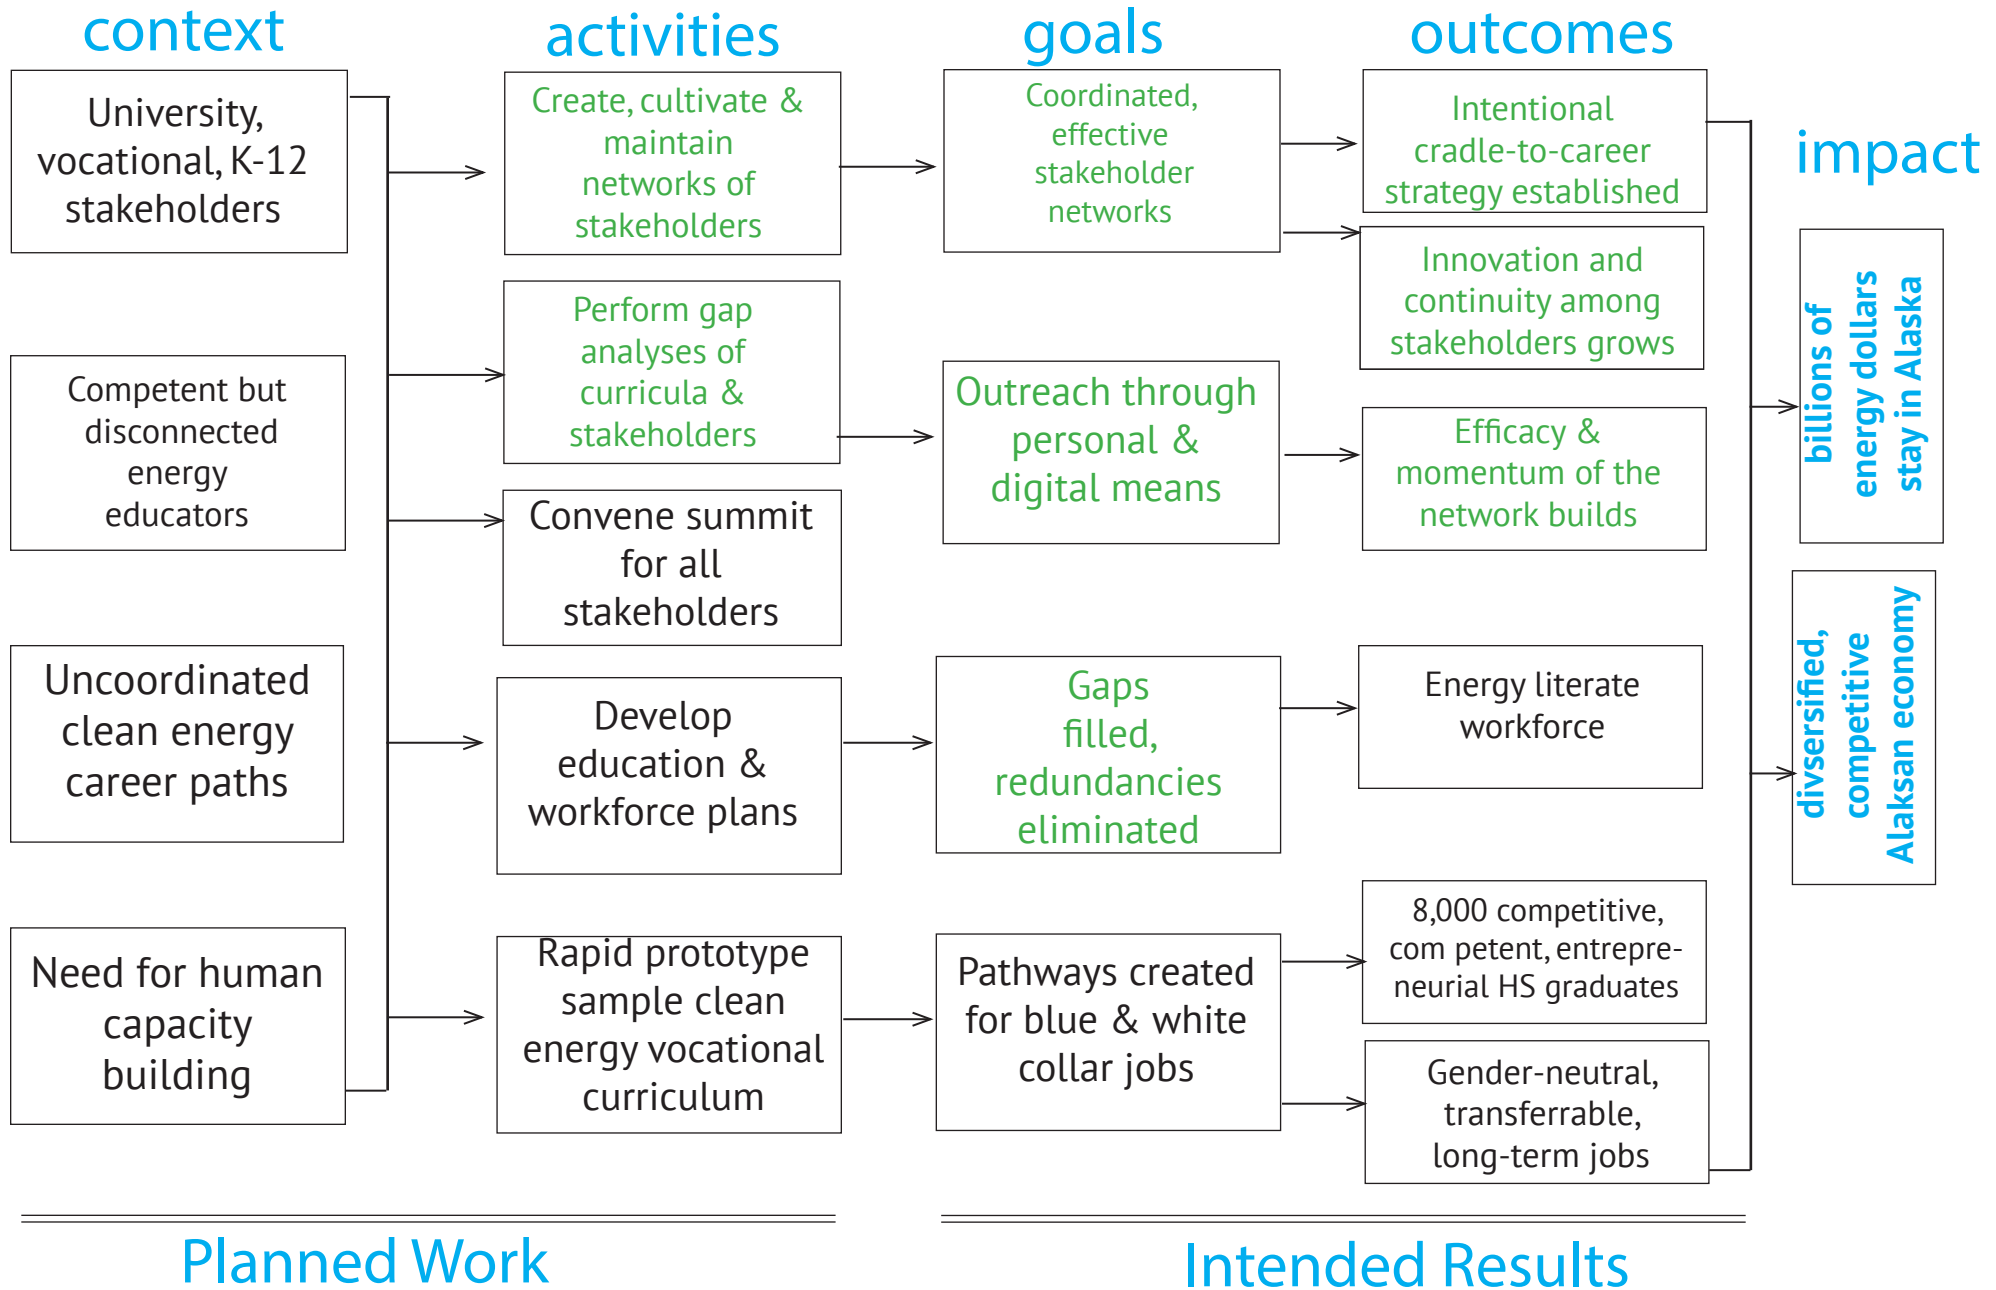 context
University,
vocational, K-12
stakeholders
Competent but
disconnected
energy
educators
Uncoordinated
clean energy
career paths
Need for human
capacity
building
activities
Create, cultivate &
maintain
networks of
stakeholders
Perform gap
analyses of
curricula &
stakeholders
Convene summit
for all
stakeholders
Develop
education &
workforce plans
Rapid prototype
sample clean
energy vocational
curriculum
goals
Coordinated,
effective
stakeholder
networks
Outreach through
personal &
digital means
Gaps
filled,
redundancies
eliminated
Pathways created
for blue & white
collar jobs
outcomes
Intentional
cradle-to-career
strategy established
Innovation and
continuity among
stakeholders grows
Efficacy &
momentum of the
network builds
Energy literate
workforce
8,000 competitive,
com petent, entrepre-
neurial HS graduates
Gender-neutral,
transferrable,
long-term jobs
impact
billions of
energy dollars
stay in Alaska
divsersified,
competitive
Alaksan economy
Planned Work
Intended Results